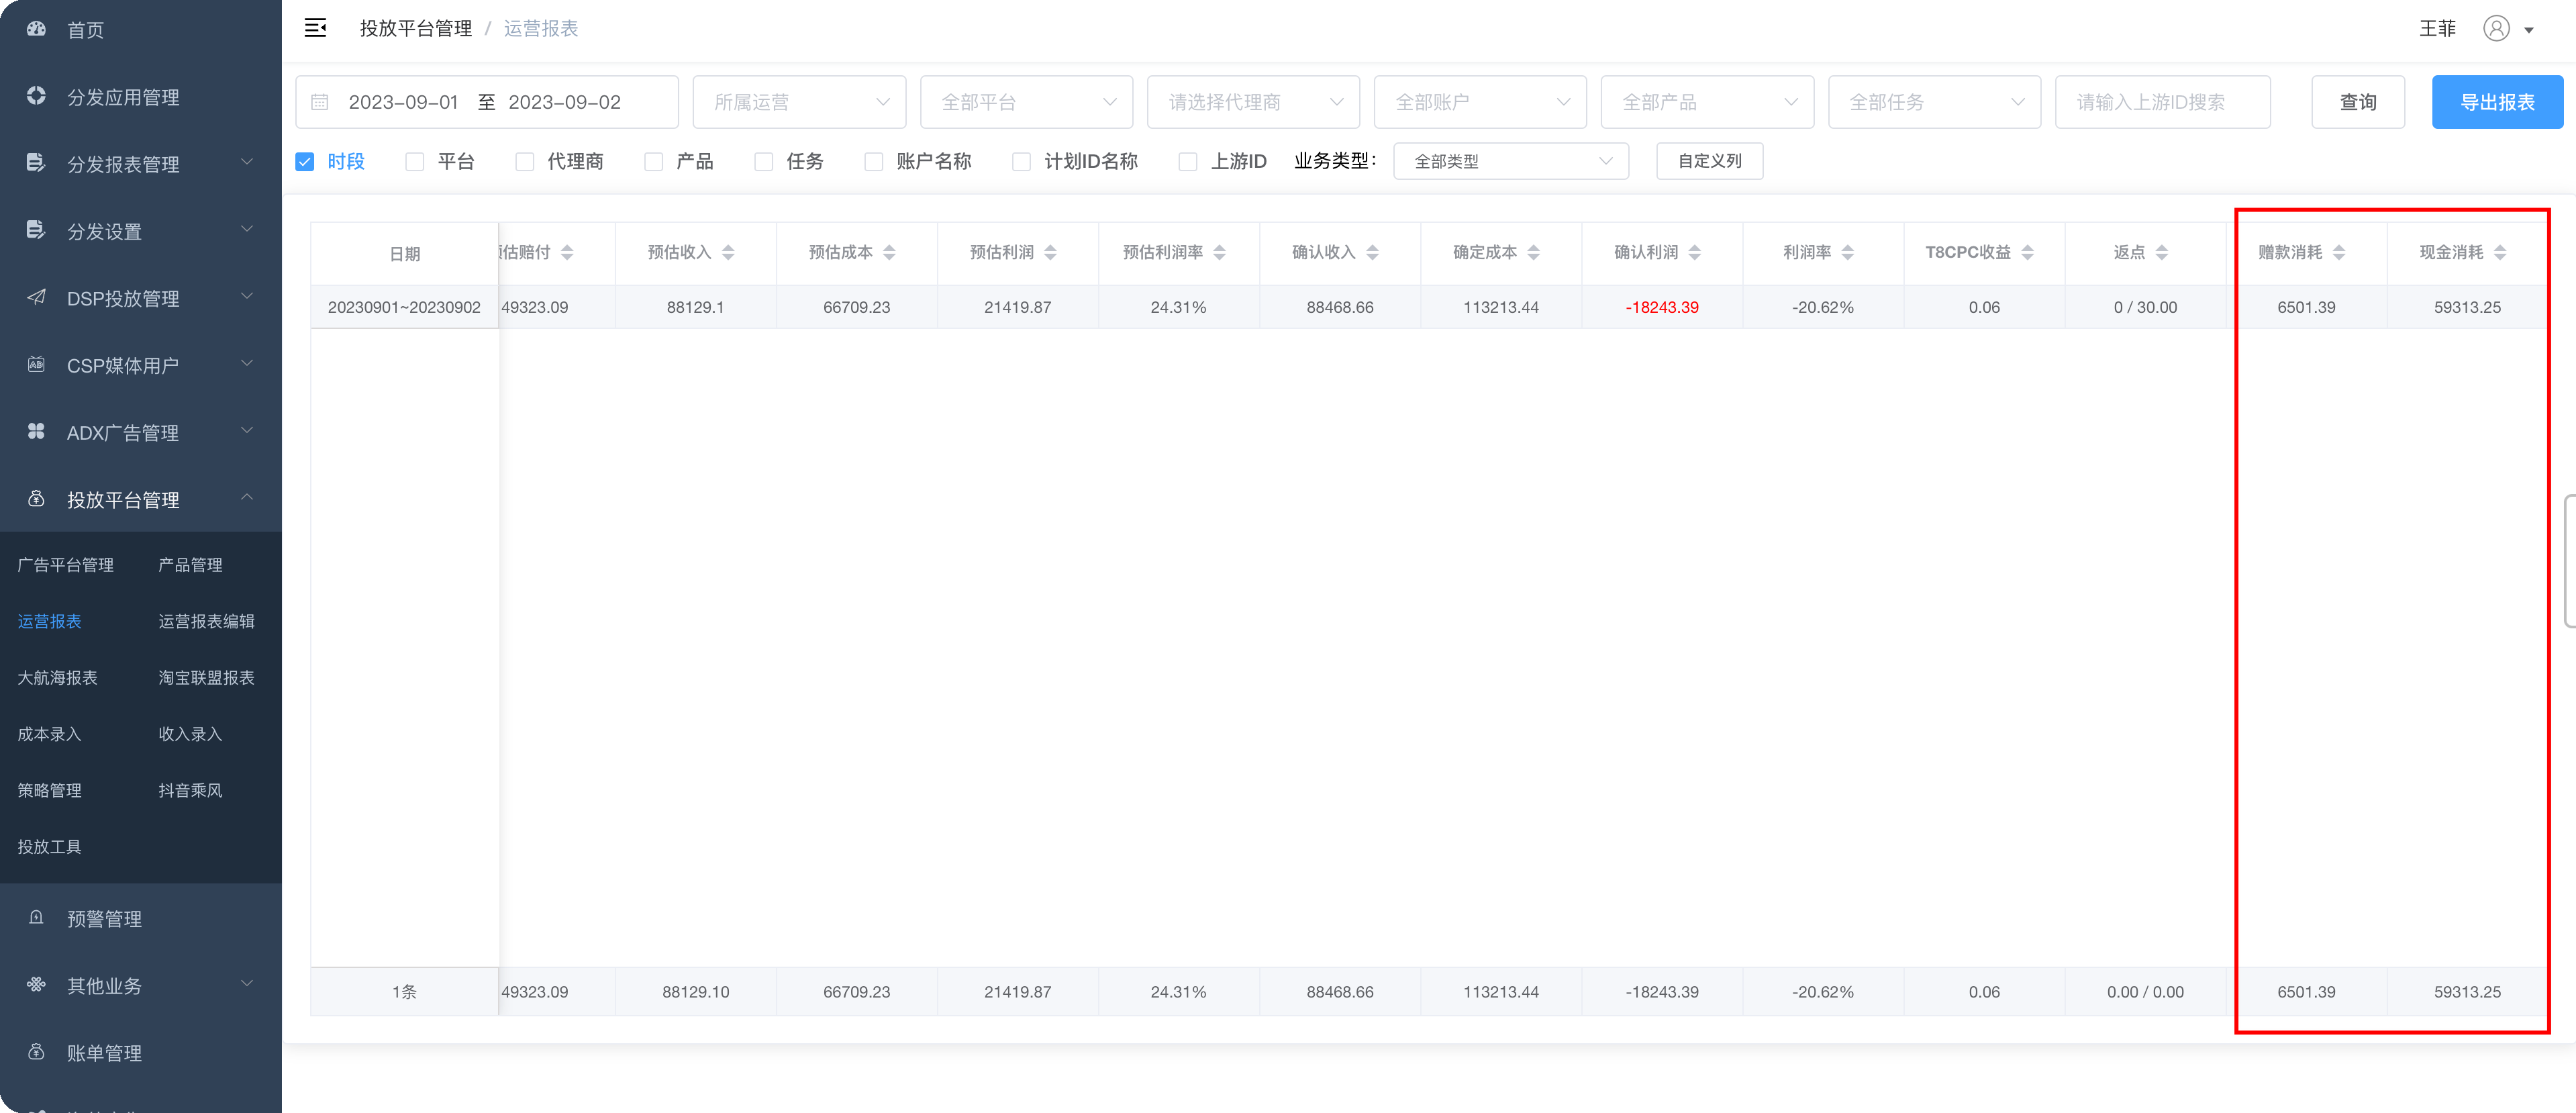 首页
分发应用管理
分发报表管理
分发设置
DSP投放管理
CSP媒体用户
ADX广告管理
投放平台管理
广告平台管理 产品管理
运营报表 运营报表编辑
大航海报表 淘宝联盟报表
成本录入 收入录入
策略管理 抖音乘风
投放工具
预警管理
其他业务
账单管理
投放平台管理 / 运营报表
王菲
2023-09-01 至 2023-09-02 所属运营 全部平台 请选择代理商 全部账户 全部产品 全部任务 请输入上游ID搜索 查询 导出报表
时段 平台 代理商 产品 任务 账户名称 计划ID名称 上游ID 业务类型: 全部类型 自定义列
日期 估赔付 预估收入 预估成本 预估利润 预估利润率 确认收入 确定成本 确认利润 利润率 T8CPC收益 返点 赠款消耗 现金消耗
20230901~20230902 49323.09 88129.1 66709.23 21419.87 24.31% 88468.66 113213.44 -18243.39 -20.62% 0.06 0 / 30.00 6501.39 59313.25
1条 49323.09 88129.10 66709.23 21419.87 24.31% 88468.66 113213.44 -18243.39 -20.62% 0.06 0.00 / 0.00 6501.39 59313.25